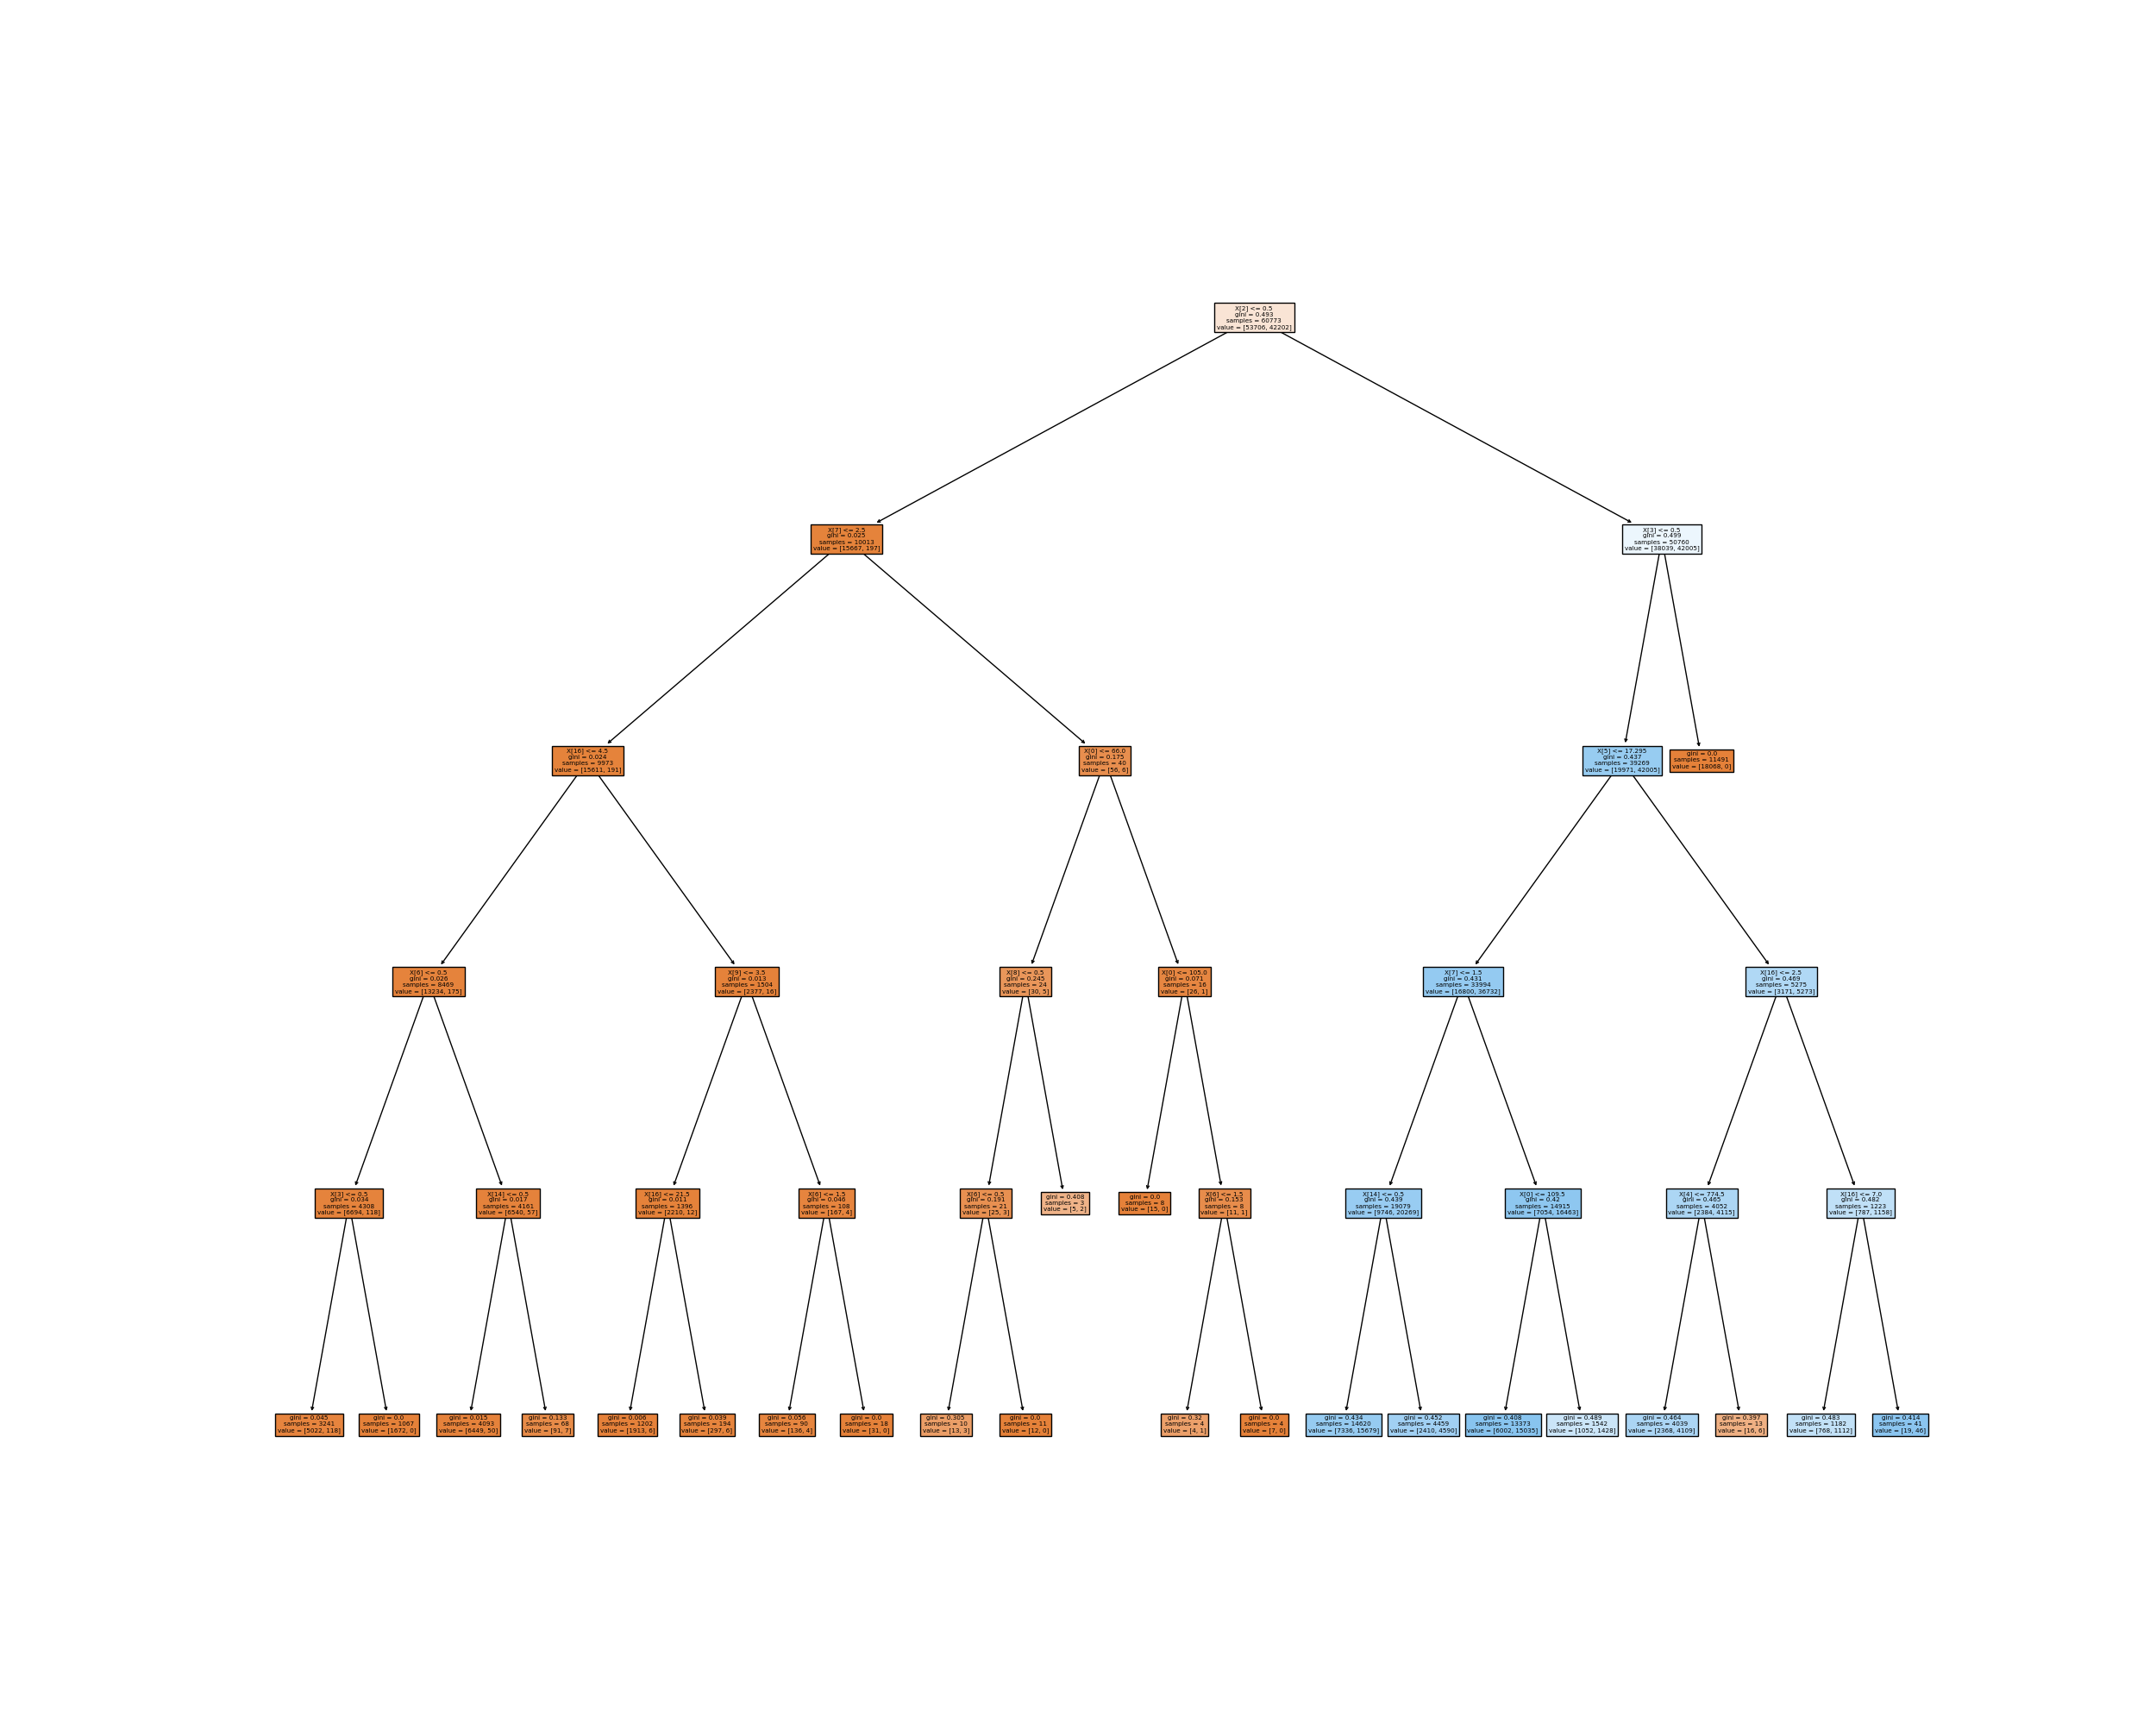 X[2] <= 0.5
gini = 0.493
samples = 60773
value = [53706, 42202]
X[7] <= 2.5
gini = 0.025
samples = 10013
value = [15667, 197]
X[3] <= 0.5
gini = 0.499
samples = 50760
value = [38039, 42005]
X[16] <= 4.5
gini = 0.024
samples = 9973
value = [15611, 191]
X[0] <= 66.0
gini = 0.175
samples = 40
value = [56, 6]
X[5] <= 17.295
gini = 0.437
samples = 39269
value = [19971, 42005]
gini = 0.0
samples = 11491
value = [18068, 0]
X[6] <= 0.5
gini = 0.026
samples = 8469
value = [13234, 175]
X[9] <= 3.5
gini = 0.013
samples = 1504
value = [2377, 16]
X[8] <= 0.5
gini = 0.245
samples = 24
value = [30, 5]
X[0] <= 105.0
gini = 0.071
samples = 16
value = [26, 1]
X[7] <= 1.5
gini = 0.431
samples = 33994
value = [16800, 36732]
X[16] <= 2.5
gini = 0.469
samples = 5275
value = [3171, 5273]
X[3] <= 0.5
gini = 0.034
samples = 4308
value = [6694, 118]
X[14] <= 0.5
gini = 0.017
samples = 4161
value = [6540, 57]
X[16] <= 21.5
gini = 0.011
samples = 1396
value = [2210, 12]
X[6] <= 1.5
gini = 0.046
samples = 108
value = [167, 4]
X[6] <= 0.5
gini = 0.191
samples = 21
value = [25, 3]
gini = 0.408
samples = 3
value = [5, 2]
gini = 0.0
samples = 8
value = [15, 0]
X[6] <= 1.5
gini = 0.153
samples = 8
value = [11, 1]
X[14] <= 0.5
gini = 0.439
samples = 19079
value = [9746, 20269]
X[0] <= 109.5
gini = 0.42
samples = 14915
value = [7054, 16463]
X[4] <= 774.5
gini = 0.465
samples = 4052
value = [2384, 4115]
X[16] <= 7.0
gini = 0.482
samples = 1223
value = [787, 1158]
gini = 0.045
samples = 3241
value = [5022, 118]
gini = 0.0
samples = 1067
value = [1672, 0]
gini = 0.015
samples = 4093
value = [6449, 50]
gini = 0.133
samples = 68
value = [91, 7]
gini = 0.006
samples = 1202
value = [1913, 6]
gini = 0.039
samples = 194
value = [297, 6]
gini = 0.056
samples = 90
value = [136, 4]
gini = 0.0
samples = 18
value = [31, 0]
gini = 0.305
samples = 10
value = [13, 3]
gini = 0.0
samples = 11
value = [12, 0]
gini = 0.32
samples = 4
value = [4, 1]
gini = 0.0
samples = 4
value = [7, 0]
gini = 0.434
samples = 14620
value = [7336, 15679]
gini = 0.452
samples = 4459
value = [2410, 4590]
gini = 0.408
samples = 13373
value = [6002, 15035]
gini = 0.489
samples = 1542
value = [1052, 1428]
gini = 0.464
samples = 4039
value = [2368, 4109]
gini = 0.397
samples = 13
value = [16, 6]
gini = 0.483
samples = 1182
value = [768, 1112]
gini = 0.414
samples = 41
value = [19, 46]